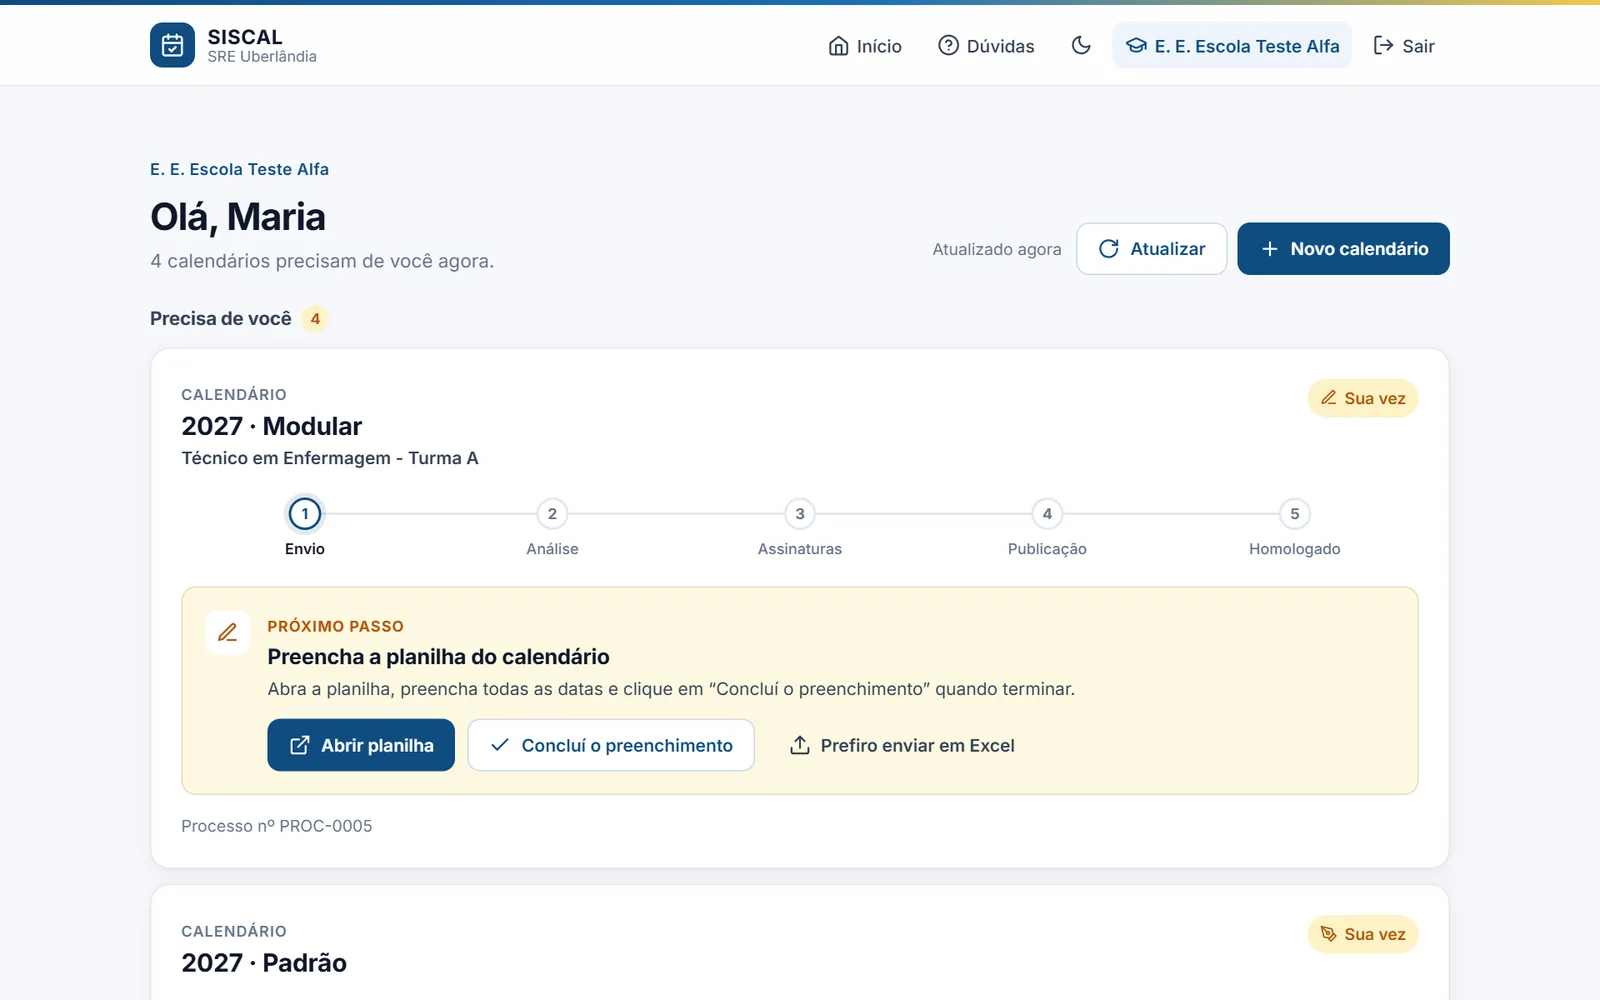 SISCAL
SRE Uberlândia
Início
Dúvidas
E. E. Escola Teste Alfa
Sair
E. E. Escola Teste Alfa
Olá, Maria
4 calendários precisam de você agora.
Atualizado agora
Atualizar
Novo calendário
Precisa de você 4
CALENDÁRIO
2027 · Modular
Técnico em Enfermagem - Turma A
Sua vez
1
Envio
2
Análise
3
Assinaturas
4
Publicação
5
Homologado
PRÓXIMO PASSO
Preencha a planilha do calendário
Abra a planilha, preencha todas as datas e clique em “Concluí o preenchimento” quando terminar.
Abrir planilha
Concluí o preenchimento
Prefiro enviar em Excel
Processo nº PROC-0005
CALENDÁRIO
2027 · Padrão
Sua vez